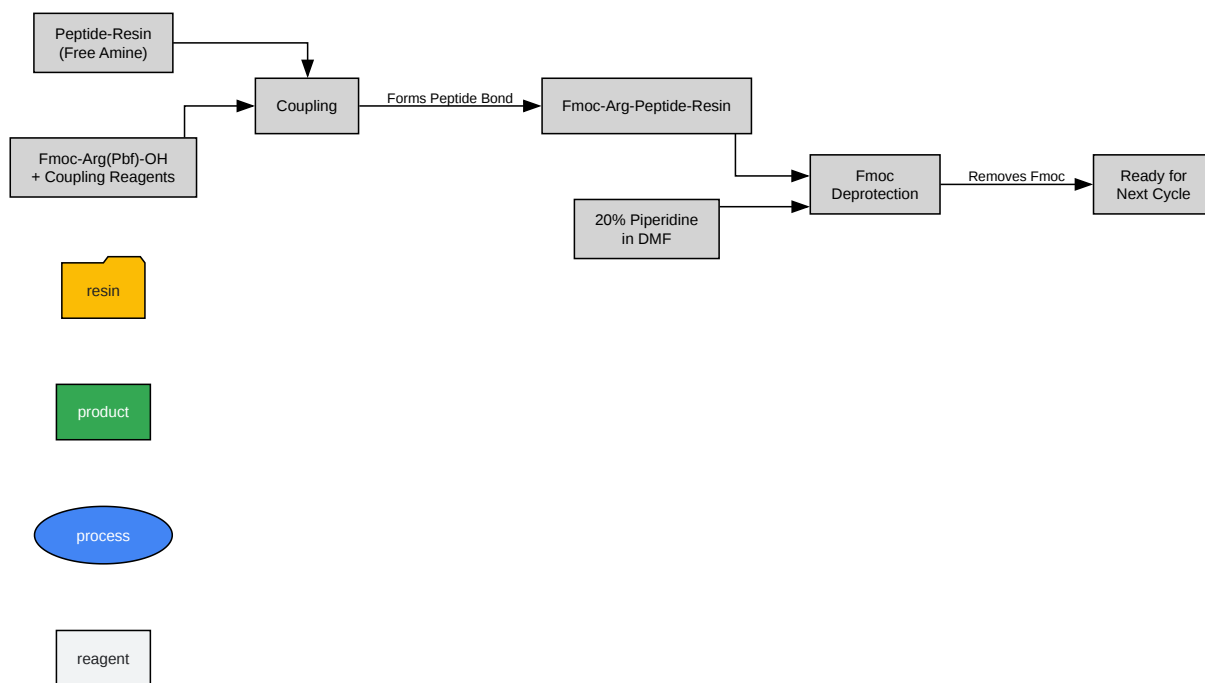 Peptide-Resin
(Free Amine)
Fmoc-Arg(Pbf)-OH
+ Coupling Reagents
Coupling
Forms Peptide Bond
Fmoc-Arg-Peptide-Resin
20% Piperidine
in DMF
Fmoc
Deprotection
Removes Fmoc
Ready for
Next Cycle
resin
product
process
reagent